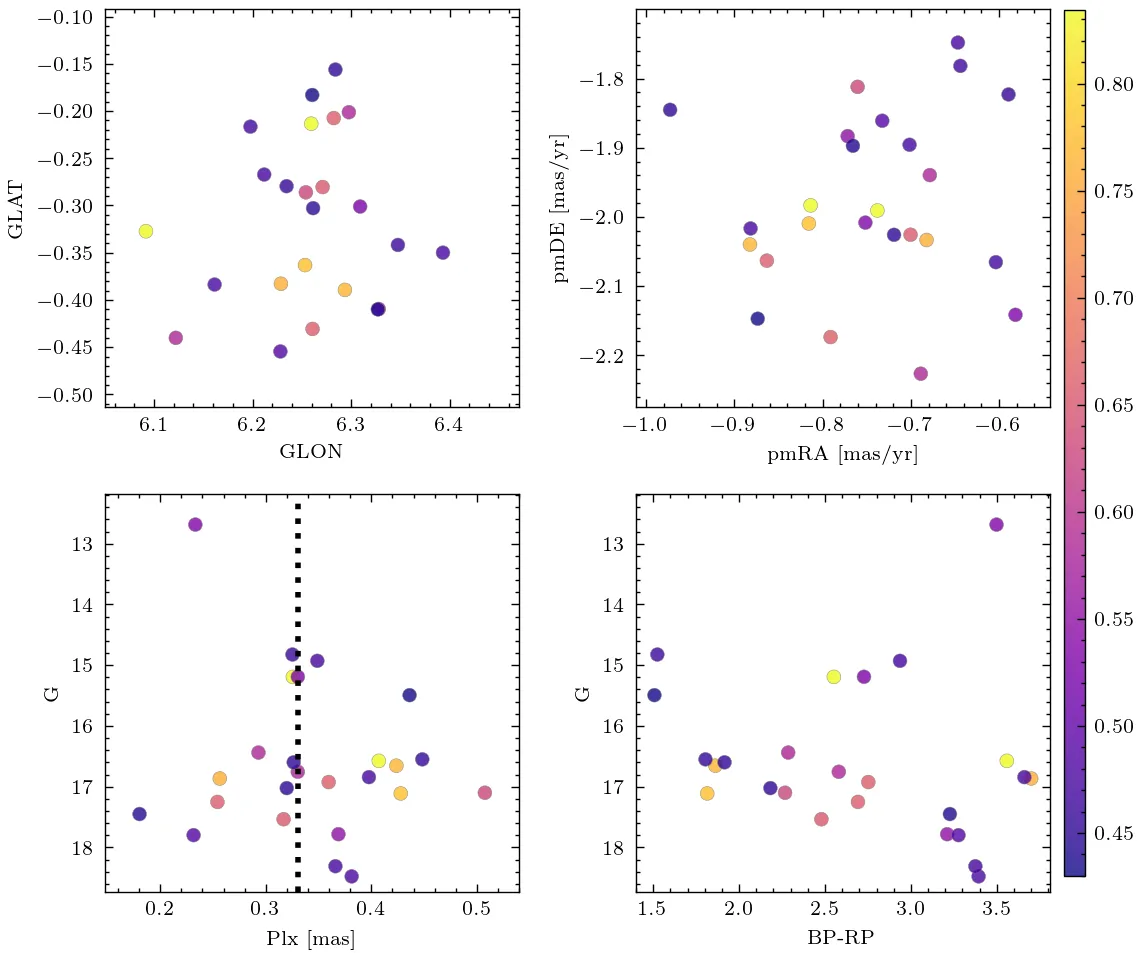 −0.10
−0.15
−0.20
−0.25
−0.30
−0.35
−0.40
−0.45
−0.50
GLAT
6.1 6.2 6.3 6.4
GLON
−1.8
−1.9
−2.0
−2.1
−2.2
pmDE [mas/yr]
−1.0 −0.9 −0.8 −0.7 −0.6
pmRA [mas/yr]
0.80
0.75
0.70
0.65
0.60
0.55
0.50
0.45
13
14
15
16
17
18
G
0.2 0.3 0.4 0.5
Plx [mas]
13
14
15
16
17
18
G
1.5 2.0 2.5 3.0 3.5
BP-RP